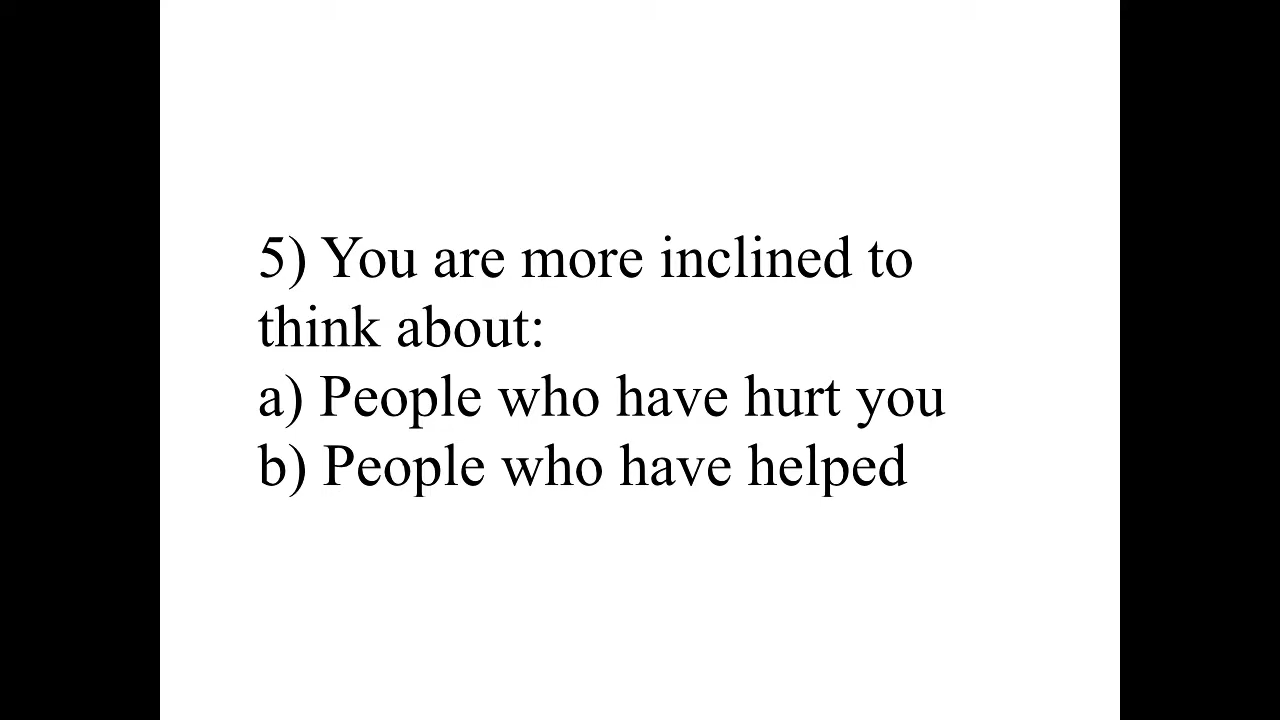 5) You are more inclined to
think about:
a) People who have hurt you
b) People who have helped